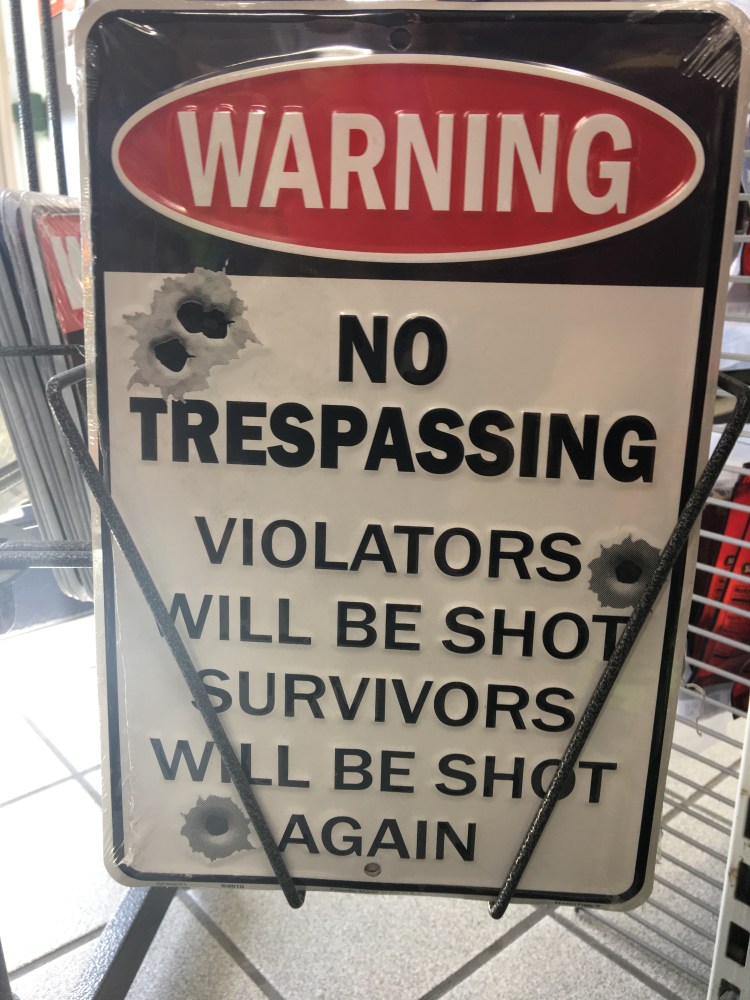 WARNING
NO
TRESPASSING
VIOLATORS
WILL BE SHOT
SURVIVORS
WILL BE SHOT
AGAIN